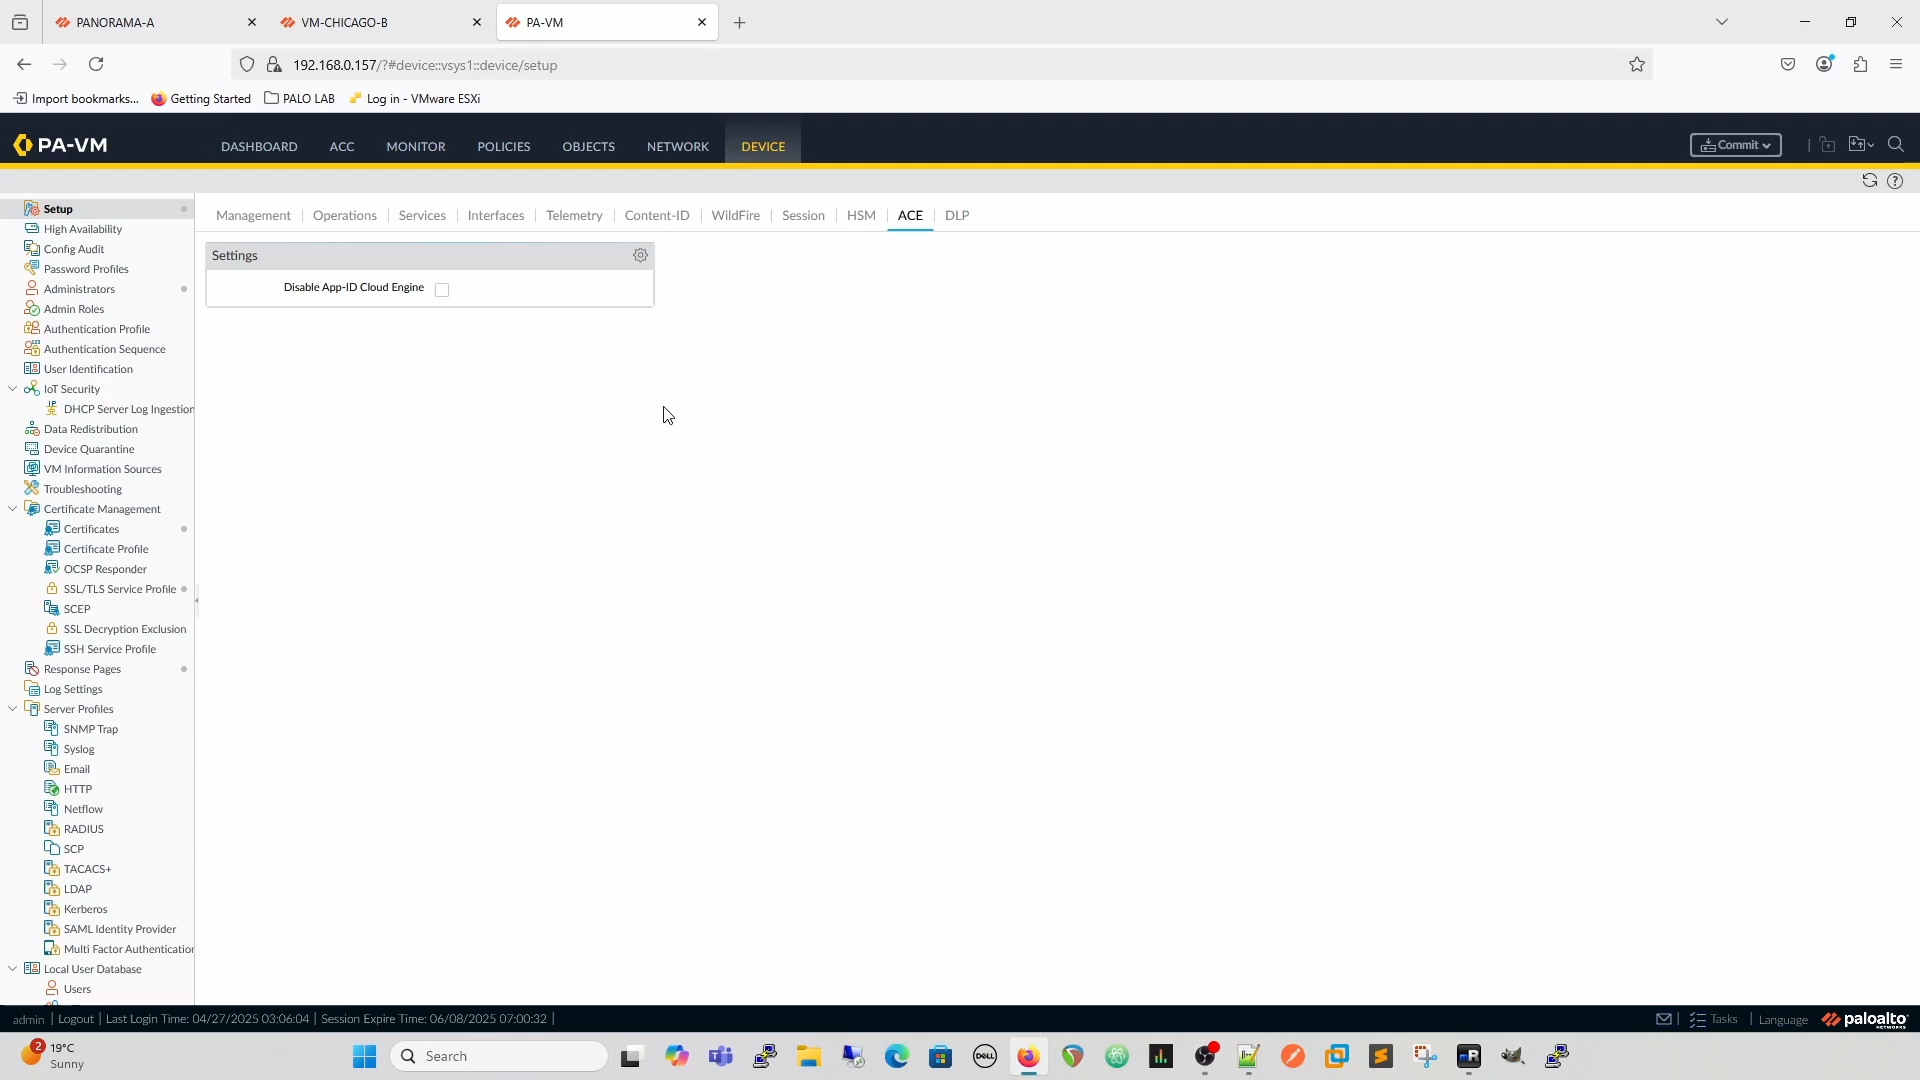 PANORAMA-A
VM-CHICAGO-B
PA-VM
192.168.0.157/?#device::vsys1::device/setup
Import bookmarks... Getting Started PALO LAB Log in - VMware ESXi
PA-VM DASHBOARD ACC MONITOR POLICIES OBJECTS NETWORK DEVICE Commit
Management Operations Services Interfaces Telemetry Content-ID WildFire Session HSM ACE DLP
Settings
Disable App-ID Cloud Engine
Setup
High Availability
Config Audit
Password Profiles
Administrators
Admin Roles
Authentication Profile
Authentication Sequence
User Identification
IoT Security
DHCP Server Log Ingestion
Data Redistribution
Device Quarantine
VM Information Sources
Troubleshooting
Certificate Management
Certificates
Certificate Profile
OCSP Responder
SSL/TLS Service Profile
SCEP
SSL Decryption Exclusion
SSH Service Profile
Response Pages
Log Settings
Server Profiles
SNMP Trap
Syslog
Email
HTTP
Netflow
RADIUS
SCP
TACACS+
LDAP
Kerberos
SAML Identity Provider
Multi Factor Authentication
Local User Database
Users
admin | Logout | Last Login Time: 04/27/2025 03:06:04 | Session Expire Time: 06/08/2025 07:00:32 |
Tasks | Language paloalto NETWORKS
2 19°C
Sunny
Search
DELL